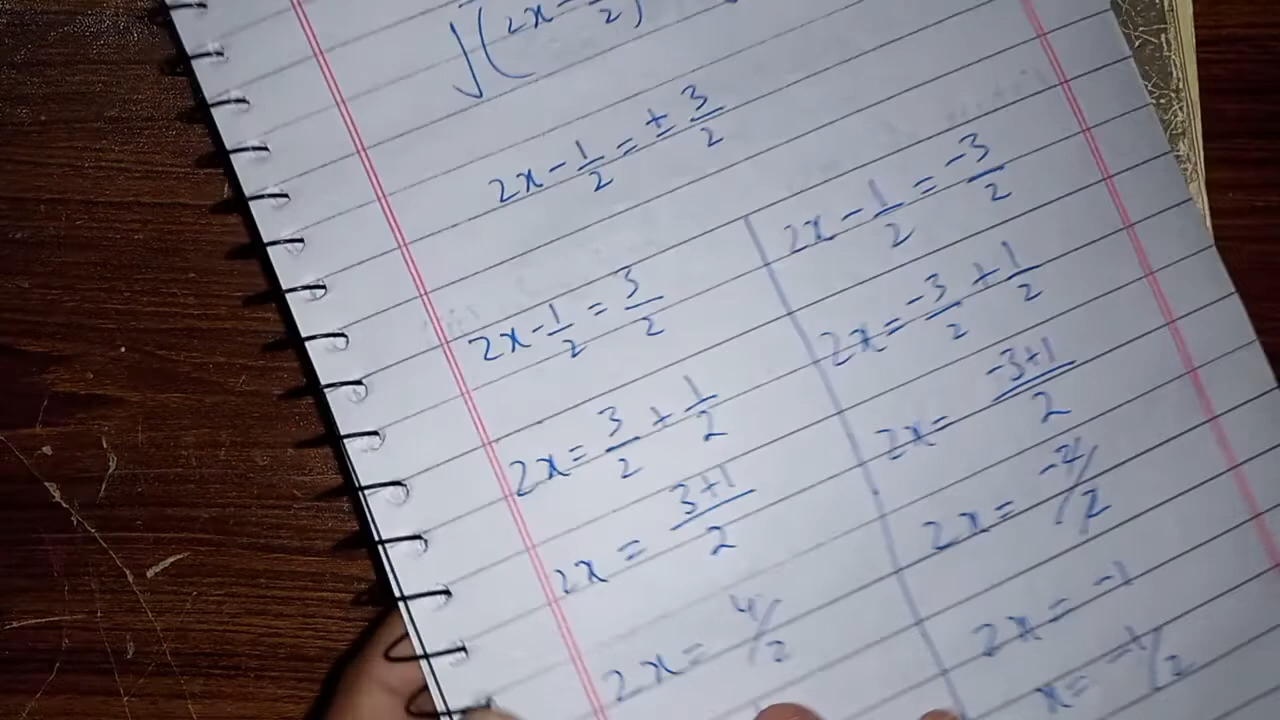 √(2x-/2)
2x - 1/2 = ± 3/2
2x - 1/2 = 3/2
2x = 3/2 + 1/2
2x = 3+1/2
2x = 4/2
2x - 1/2 = -3/2
2x = -3/2 + 1/2
2x = -3+1/2
2x = -2/2
2x = -1
x = -1/2